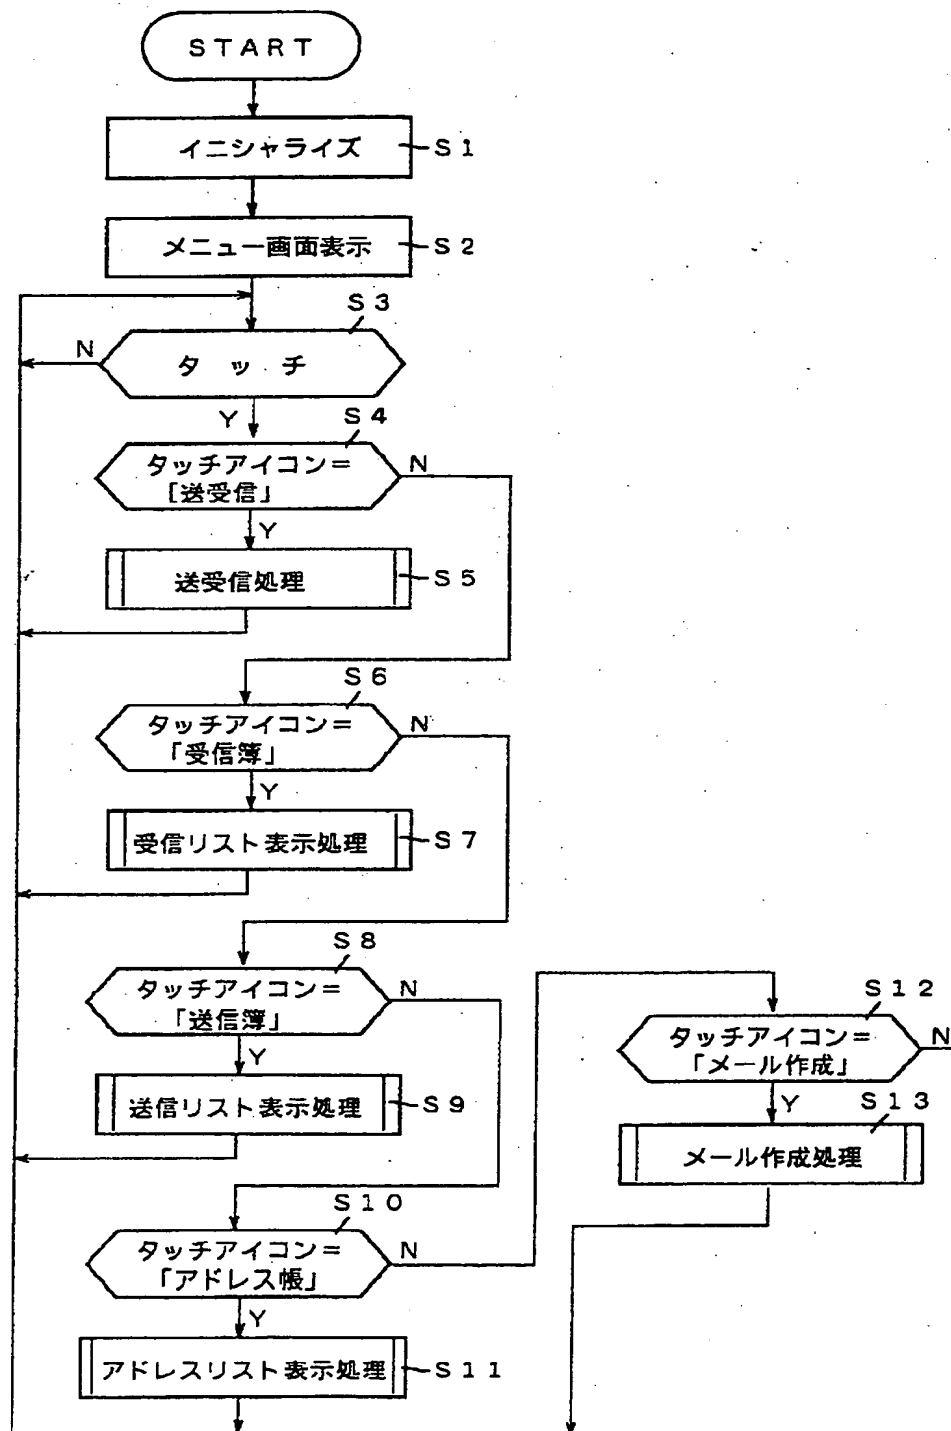 START
イニシャライズ
S1
メニュー画面表示
S2
S3
N
タッチ
Y
S4
タッチアイコン=
[送受信」
N
Y
送受信処理
S5
S6
タッチアイコン=
「受信簿」
N
Y
受信リスト表示処理
S7
S8
タッチアイコン=
「送信簿」
N
Y
送信リスト表示処理
S9
S10
タッチアイコン=
「アドレス帳」
N
Y
アドレスリスト表示処理
S11
S12
タッチアイコン=
「メール作成」
N
Y
S13
メール作成処理